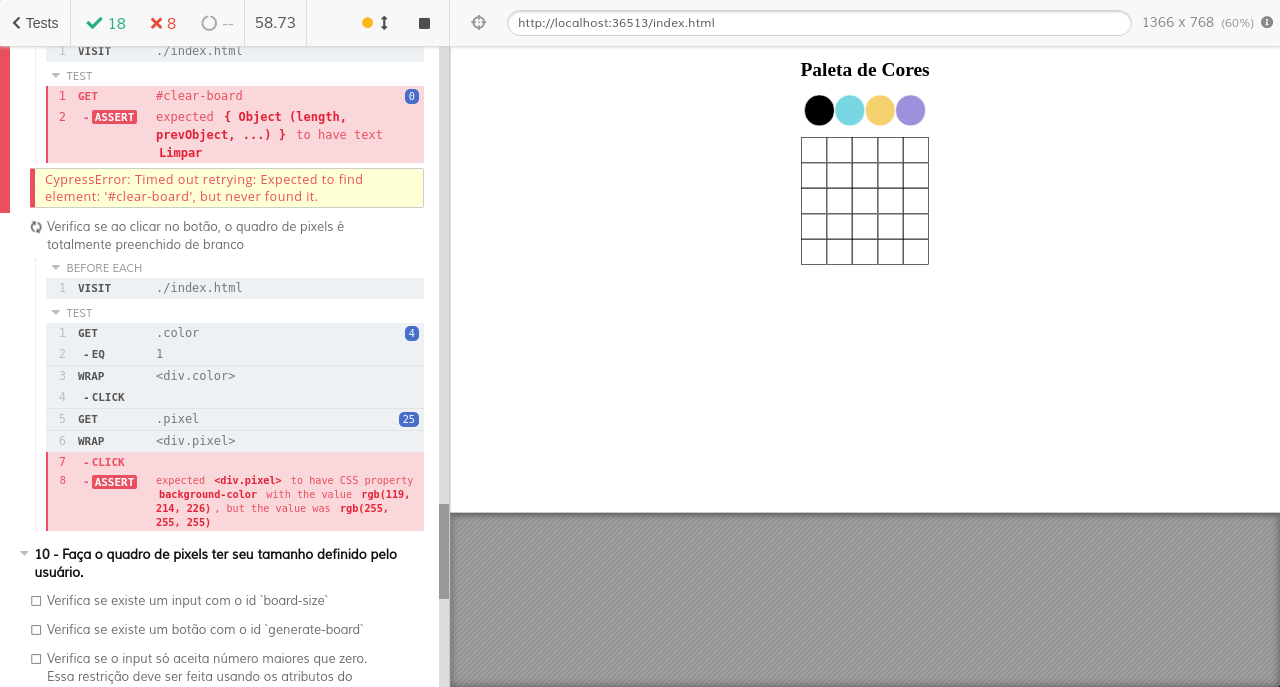 Tests 18 8 -- 58.73
http://localhost:36513/index.html 1366 x 768 (60%)
1 VISIT ./index.html
TEST
1 GET #clear-board 0
2 - ASSERT expected { Object (length,
prevObject, ...) } to have text
Limpar
CypressError: Timed out retrying: Expected to find
element: '#clear-board', but never found it.
Verifica se ao clicar no botão, o quadro de pixels é
totalmente preenchido de branco
BEFORE EACH
1 VISIT ./index.html
TEST
1 GET .color 4
2 - EQ 1
3 WRAP <div.color>
4 - CLICK
5 GET .pixel 25
6 WRAP <div.pixel>
7 - CLICK
8 - ASSERT expected <div.pixel> to have CSS property
background-color with the value rgb(119,
214, 226) , but the value was rgb(255,
255, 255)
10 - Faça o quadro de pixels ter seu tamanho definido pelo
usuário.
Verifica se existe um input com o id `board-size`
Verifica se existe um botão com o id `generate-board`
Verifica se o input só aceita número maiores que zero.
Essa restrição deve ser feita usando os atributos do
Paleta de Cores